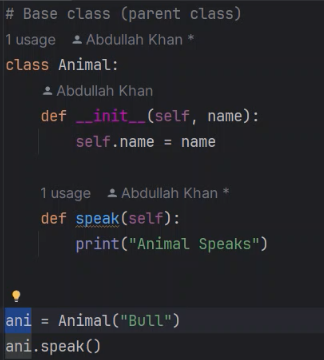 # Base class (parent class)
1 usage Abdullah Khan *
class Animal:
Abdullah Khan
def __init__(self, name):
self.name = name
1 usage Abdullah Khan *
def speak(self):
print("Animal Speaks")
ani = Animal("Bull")
ani.speak()